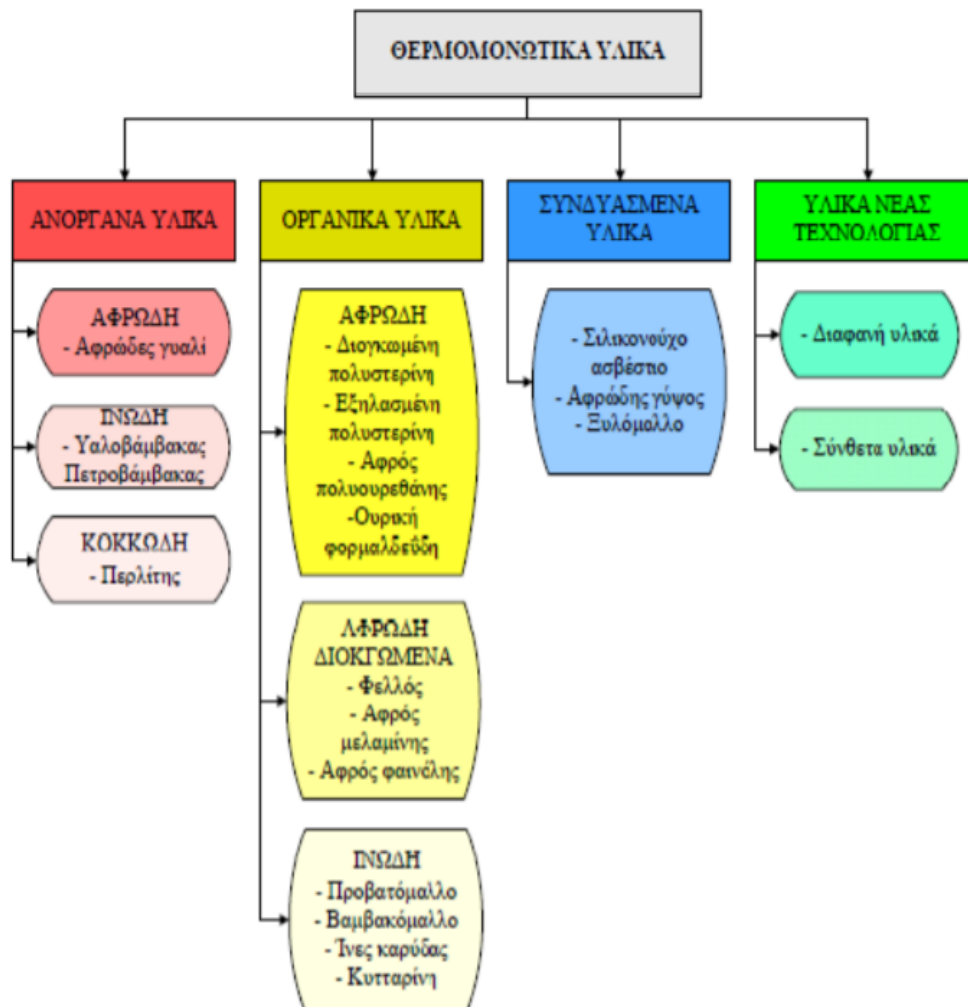 ΘΕΡΜΟΜΟΝΩΤΙΚΑ ΥΛΙΚΑ
ΑΝΟΡΓΑΝΑ ΥΛΙΚΑ
ΑΦΡΩΔΗ
- Αφράδες γυαλί
ΙΝΩΔΗ
- Υαλοβάμβακας
Πετροβάμβακας
ΚΟΚΚΩΔΗ
- Περλίτης
ΟΡΓΑΝΙΚΑ ΥΛΙΚΑ
ΑΦΡΩΔΗ
- Διογκωμένη
πολυστερίνη
- Εξηλασμένη
πολυστερίνη
- Αφρός
πολυουρεθάνης
-Ουρική
φορμαλδεΰδη
ΑΦΡΩΔΗ
ΔΙΟΚΓΩΜΕΝΑ
- Φελλός
- Αφρός
μελαμίνης
- Αφρός φαινόλης
ΙΝΩΔΗ
- Προβατόμαλλο
- Βαμβακόμαλλο
- Ίνες καρύδας
- Κυτταρίνη
ΣΥΝΔΥΑΣΜΕΝΑ
ΥΛΙΚΑ
- Σιλικονούχο
ασβέστιο
- Αφράδης γύψος
- Ξυλόμαλλο
ΥΛΙΚΑ ΝΕΑΣ
ΤΕΧΝΟΛΟΓΙΑΣ
- Διαφανή υλικά
- Σύνθετα υλικά